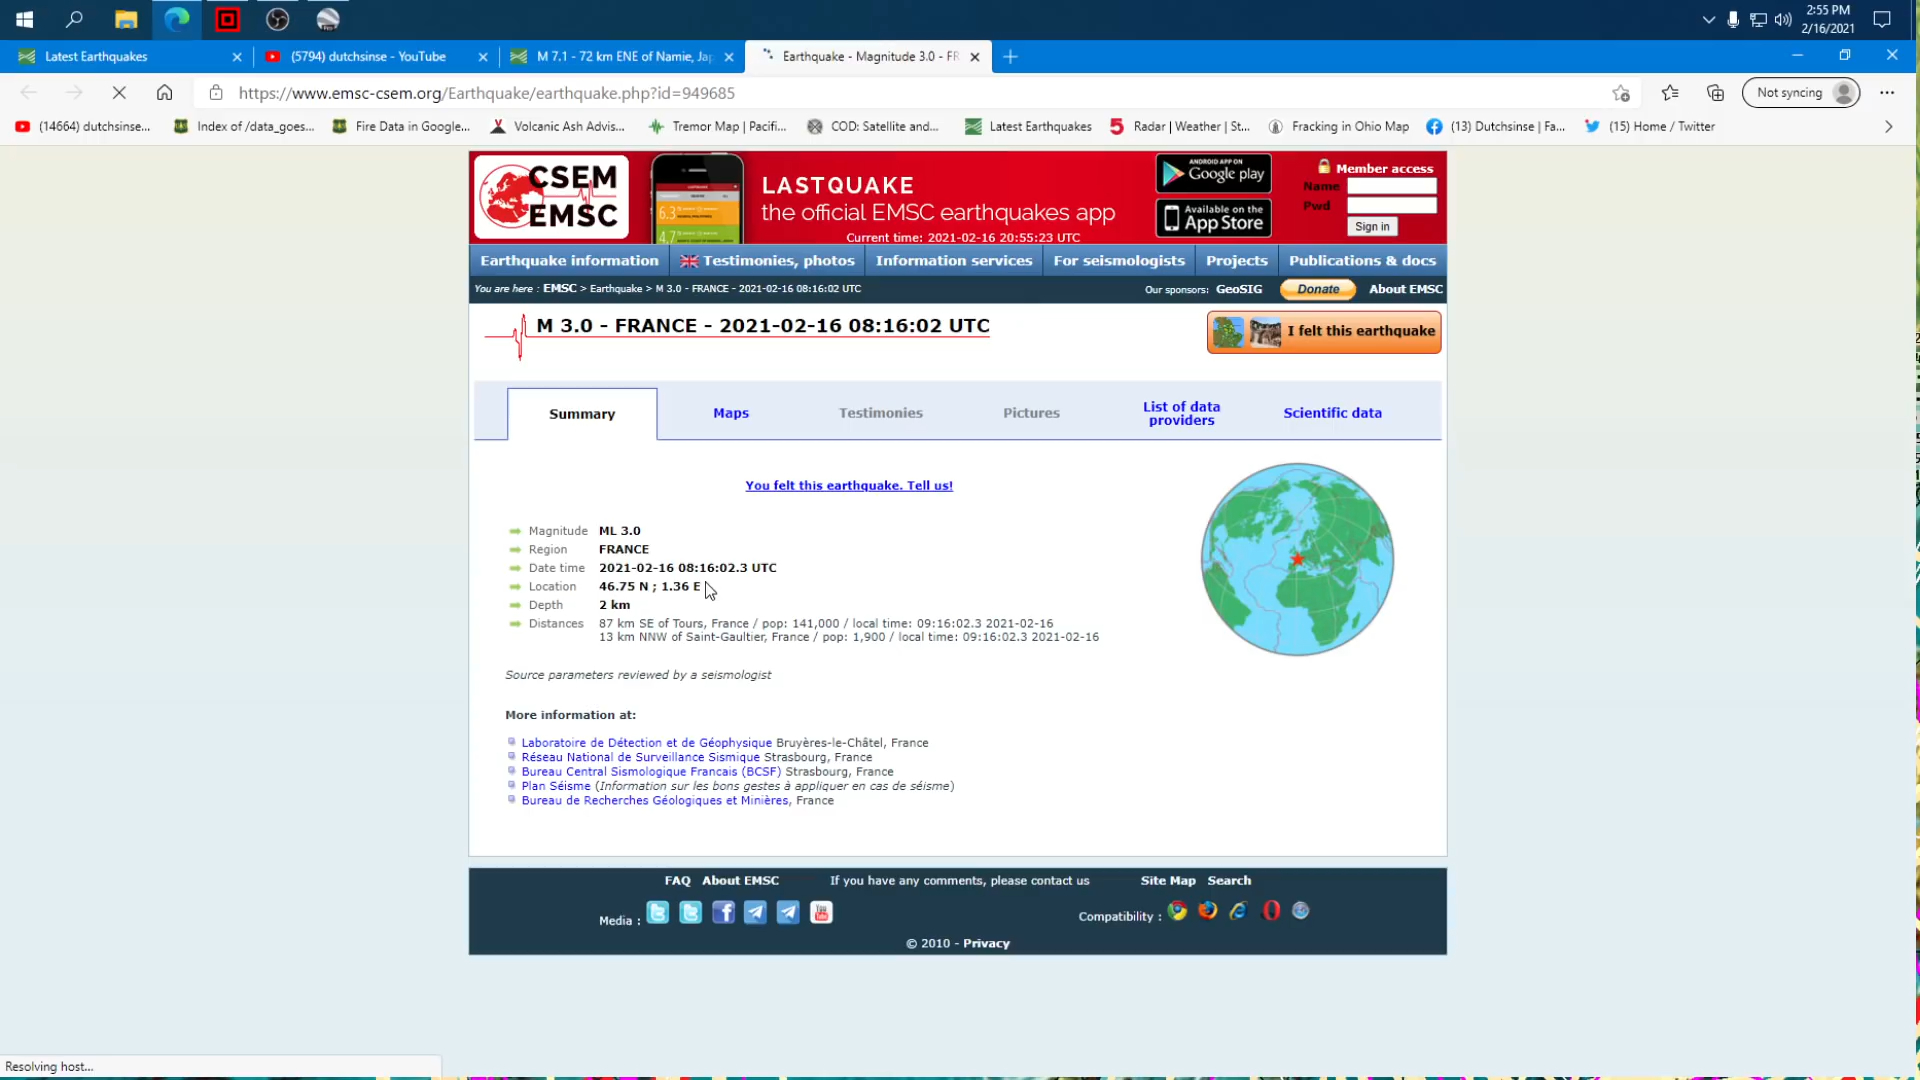 2:55 PM
2/16/2021
Latest Earthquakes
(5794) dutchsinse - YouTube
M 7.1 - 72 km ENE of Namie, Jap
Earthquake - Magnitude 3.0 - FR
https://www.emsc-csem.org/Earthquake/earthquake.php?id=949685
Not syncing
(14664) dutchsinse...
Index of /data_goes...
Fire Data in Google...
Volcanic Ash Advis...
Tremor Map | Pacifi...
COD: Satellite and...
Latest Earthquakes
Radar | Weather | St...
Fracking in Ohio Map
(13) Dutchsinse | Fa...
(15) Home / Twitter
CSEM
EMSC
LASTQUAKE
the official EMSC earthquakes app
Current time: 2021-02-16 20:55:23 UTC
6.3
4.7
ANDROID APP ON
Google play
Available on the
App Store
Member access
Name
Pwd
Sign in
Earthquake information
Testimonies, photos
Information services
For seismologists
Projects
Publications & docs
You are here : EMSC > Earthquake > M 3.0 - FRANCE - 2021-02-16 08:16:02 UTC
Our sponsors: GeoSIG
Donate
About EMSC
M 3.0 - FRANCE - 2021-02-16 08:16:02 UTC
I felt this earthquake
Summary
Maps
Testimonies
Pictures
List of data
providers
Scientific data
You felt this earthquake. Tell us!
Magnitude ML 3.0
Region FRANCE
Date time 2021-02-16 08:16:02.3 UTC
Location 46.75 N ; 1.36 E
Depth 2 km
Distances 87 km SE of Tours, France / pop: 141,000 / local time: 09:16:02.3 2021-02-16
13 km NNW of Saint-Gaultier, France / pop: 1,900 / local time: 09:16:02.3 2021-02-16
Source parameters reviewed by a seismologist
More information at:
Laboratoire de Détection et de Géophysique Bruyères-le-Châtel, France
Réseau National de Surveillance Sismique Strasbourg, France
Bureau Central Sismologique Francais (BCSF) Strasbourg, France
Plan Séisme (Information sur les bons gestes à appliquer en cas de séisme)
Bureau de Recherches Géologiques et Minières, France
FAQ
About EMSC
If you have any comments, please contact us
Site Map
Search
Media :
Compatibility :
© 2010 - Privacy
Resolving host...